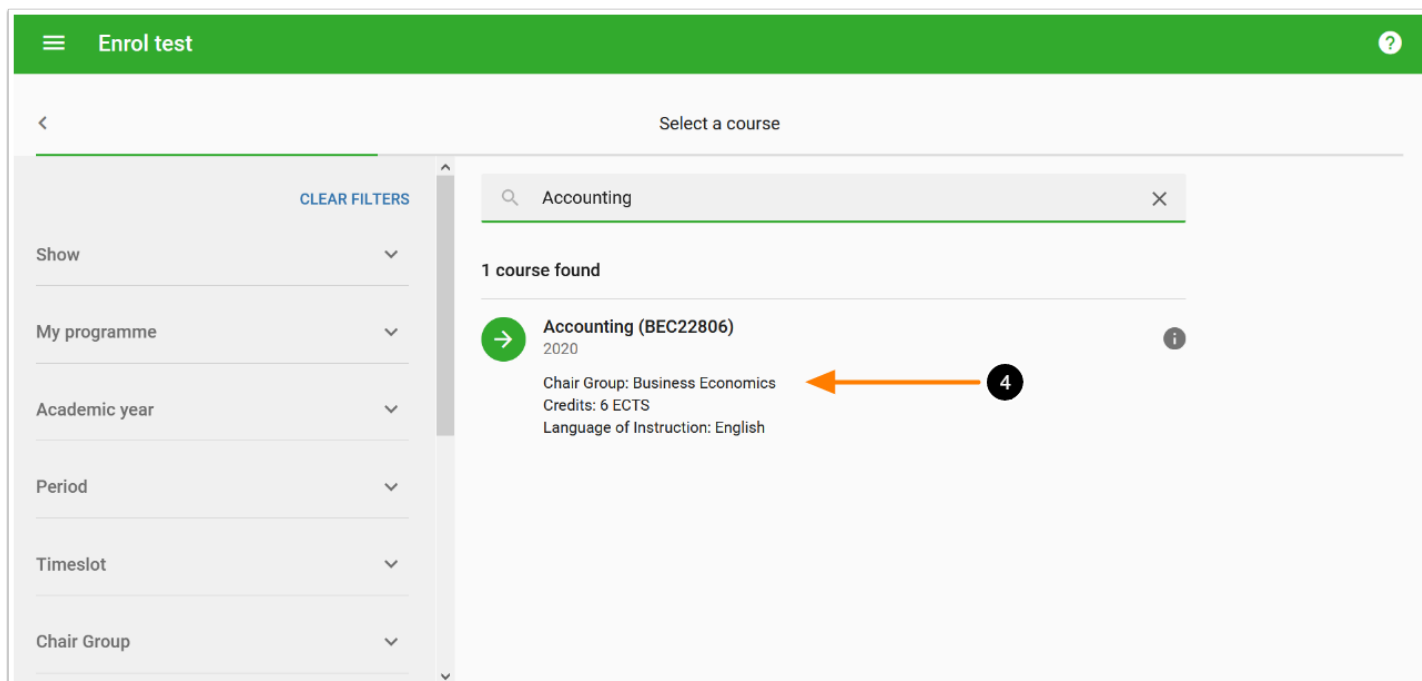 Enrol test
?
Select a course
CLEAR FILTERS
Show
My programme
Academic year
Period
Timeslot
Chair Group
Accounting
1 course found
Accounting (BEC22806)
2020
i
Chair Group: Business Economics
4
Credits: 6 ECTS
Language of Instruction: English